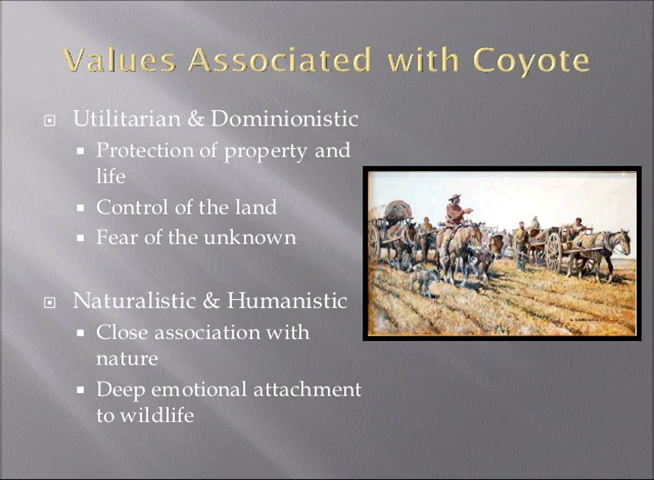 Values Associated with Coyote
Utilitarian & Dominionistic
Protection of property and
life
Control of the land
Fear of the unknown
Naturalistic & Humanistic
Close association with
nature
Deep emotional attachment
to wildlife